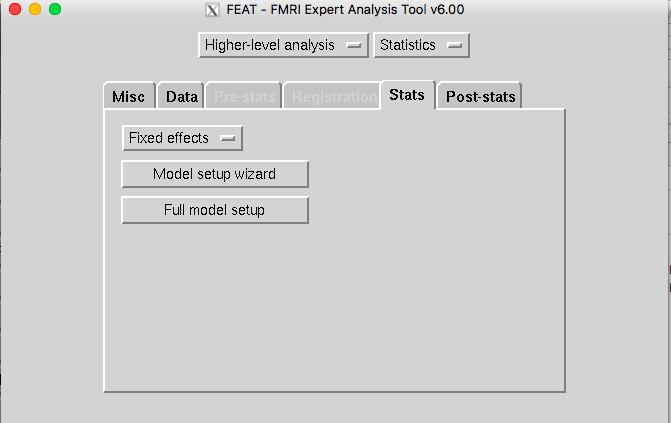 FEAT - FMRI Expert Analysis Tool v6.00
Higher-level analysis Statistics
Misc Data Pre-stats Registration Stats Post-stats
Fixed effects
Model setup wizard
Full model setup